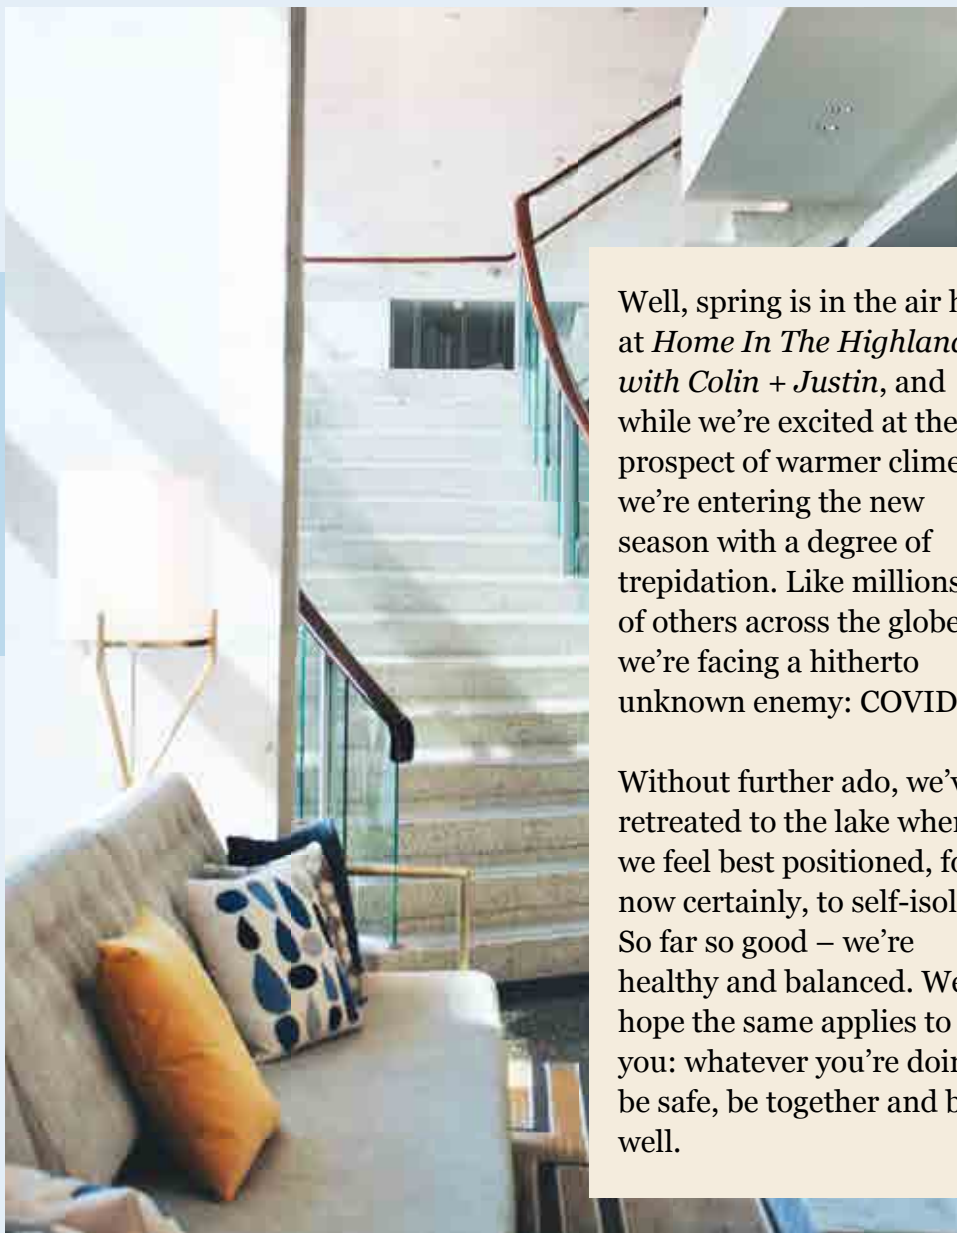 Well, spring is in the air h
at Home In The Highland
with Colin + Justin, and
while we’re excited at the
prospect of warmer clime
we’re entering the new
season with a degree of
trepidation. Like millions
of others across the globe
we’re facing a hitherto
unknown enemy: COVID
Without further ado, we’v
retreated to the lake wher
we feel best positioned, fo
now certainly, to self-isol
So far so good – we’re
healthy and balanced. We
hope the same applies to
you: whatever you’re doin
be safe, be together and b
well.